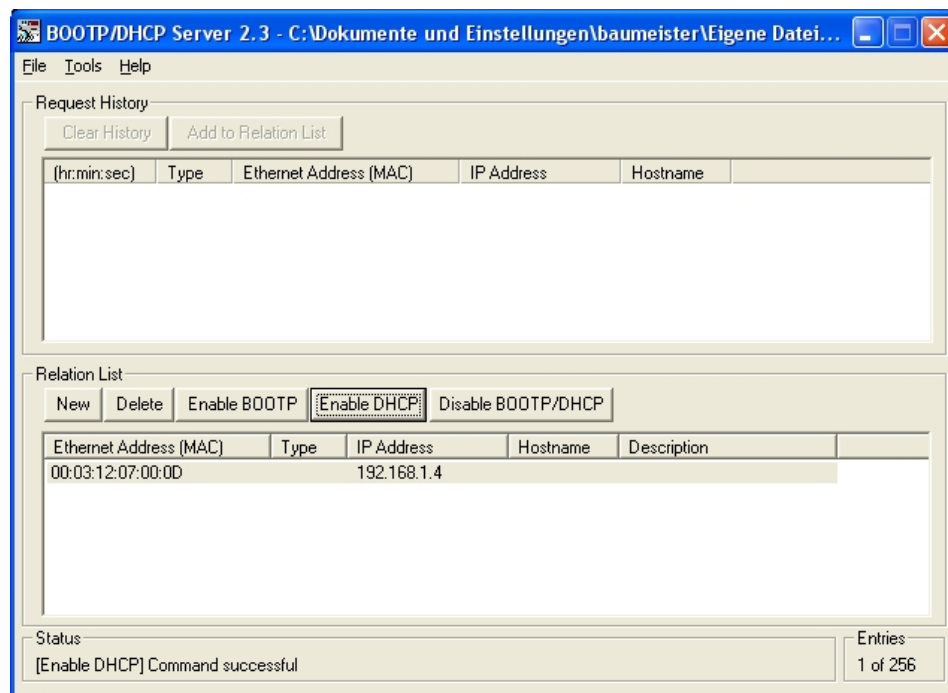 BOOTP/DHCP Server 2.3 - C:\Dokumente und Einstellungen\baumeister\Eigene Datei...
File Tools Help
Request History
Clear History Add to Relation List
(hr:min:sec) Type Ethernet Address (MAC) IP Address Hostname
Relation List
New Delete Enable BOOTP Enable DHCP Disable BOOTP/DHCP
Ethernet Address (MAC) Type IP Address Hostname Description
00:03:12:07:00:0D 192.168.1.4
Status Entries
[Enable DHCP] Command successful 1 of 256